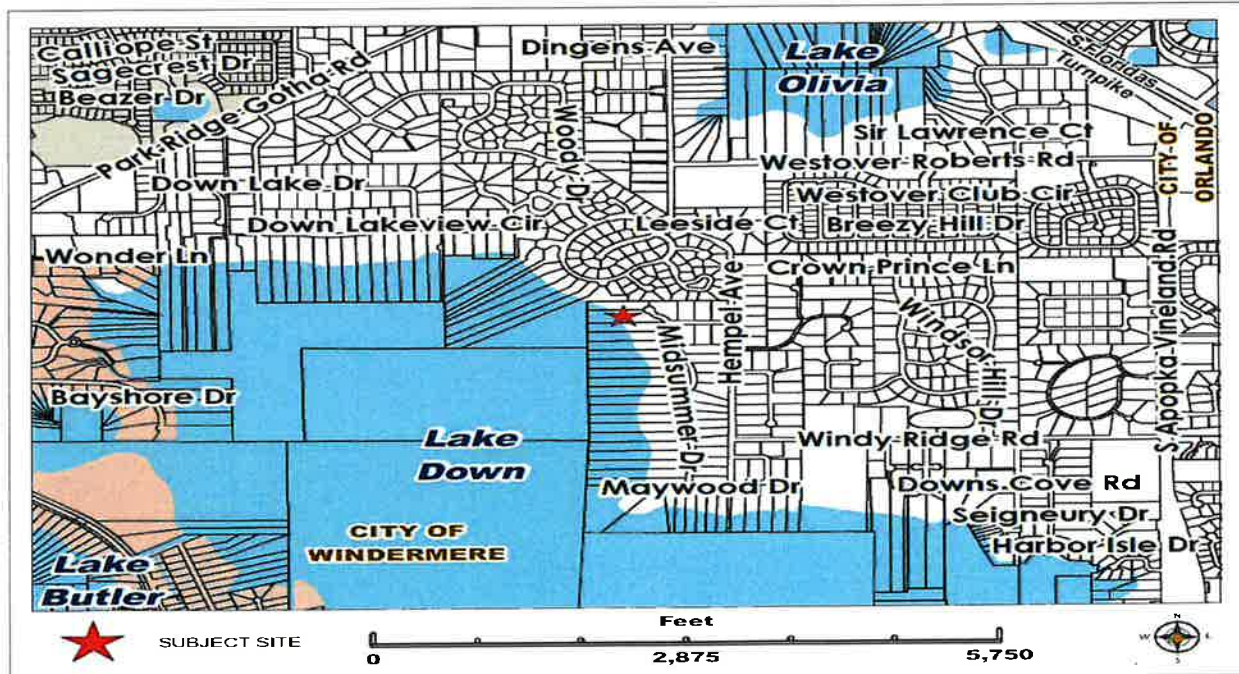 Calliope St
Sagecrest Dr
Beazer Dr
Park Ridge-Gotha Rd
Dingens Ave
Lake
Olivia
S Floridas
Turnpike
Woody Dr
Sir Lawrence Ct
Westover-Roberts Rd
CITY OF
ORLANDO
Down Lake Dr
Westover Club Cir
Down Lakeview Cir
Leeside Ct
Breezy Hill Dr
Wonder Ln
Crown Prince Ln
Hempel Ave
Windsor Hill Dr
S Apopka Vineland Rd
Midsummer Dr
Bayshore Dr
Lake
Down
Windy Ridge Rd
Maywood Dr
Downs Cove Rd
Seigneury Dr
CITY OF
WINDERMERE
Harbor Isle Dr
Lake
Butler
SUBJECT SITE
Feet
0 2,875 5,750
N
W
S